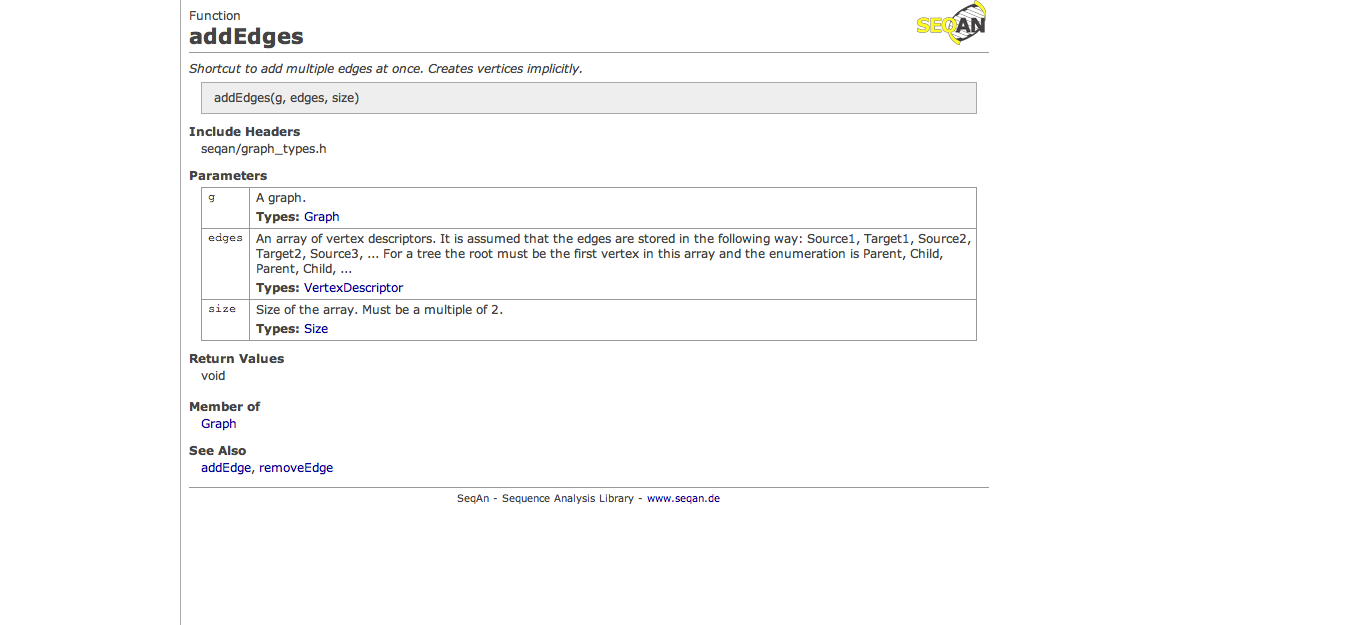 Function
SEQAN
addEdges
Shortcut to add multiple edges at once. Creates vertices implicitly.
addEdges(g, edges, size)
Include Headers
seqan/graph_types.h
Parameters
g
A graph.
Types: Graph
edges
An array of vertex descriptors. It is assumed that the edges are stored in the following way: Source1, Target1, Source2,
Target2, Source3, ... For a tree the root must be the first vertex in this array and the enumeration is Parent, Child,
Parent, Child, ...
Types: VertexDescriptor
size
Size of the array. Must be a multiple of 2.
Types: Size
Return Values
void
Member of
Graph
See Also
addEdge, removeEdge
SeqAn - Sequence Analysis Library - www.seqan.de